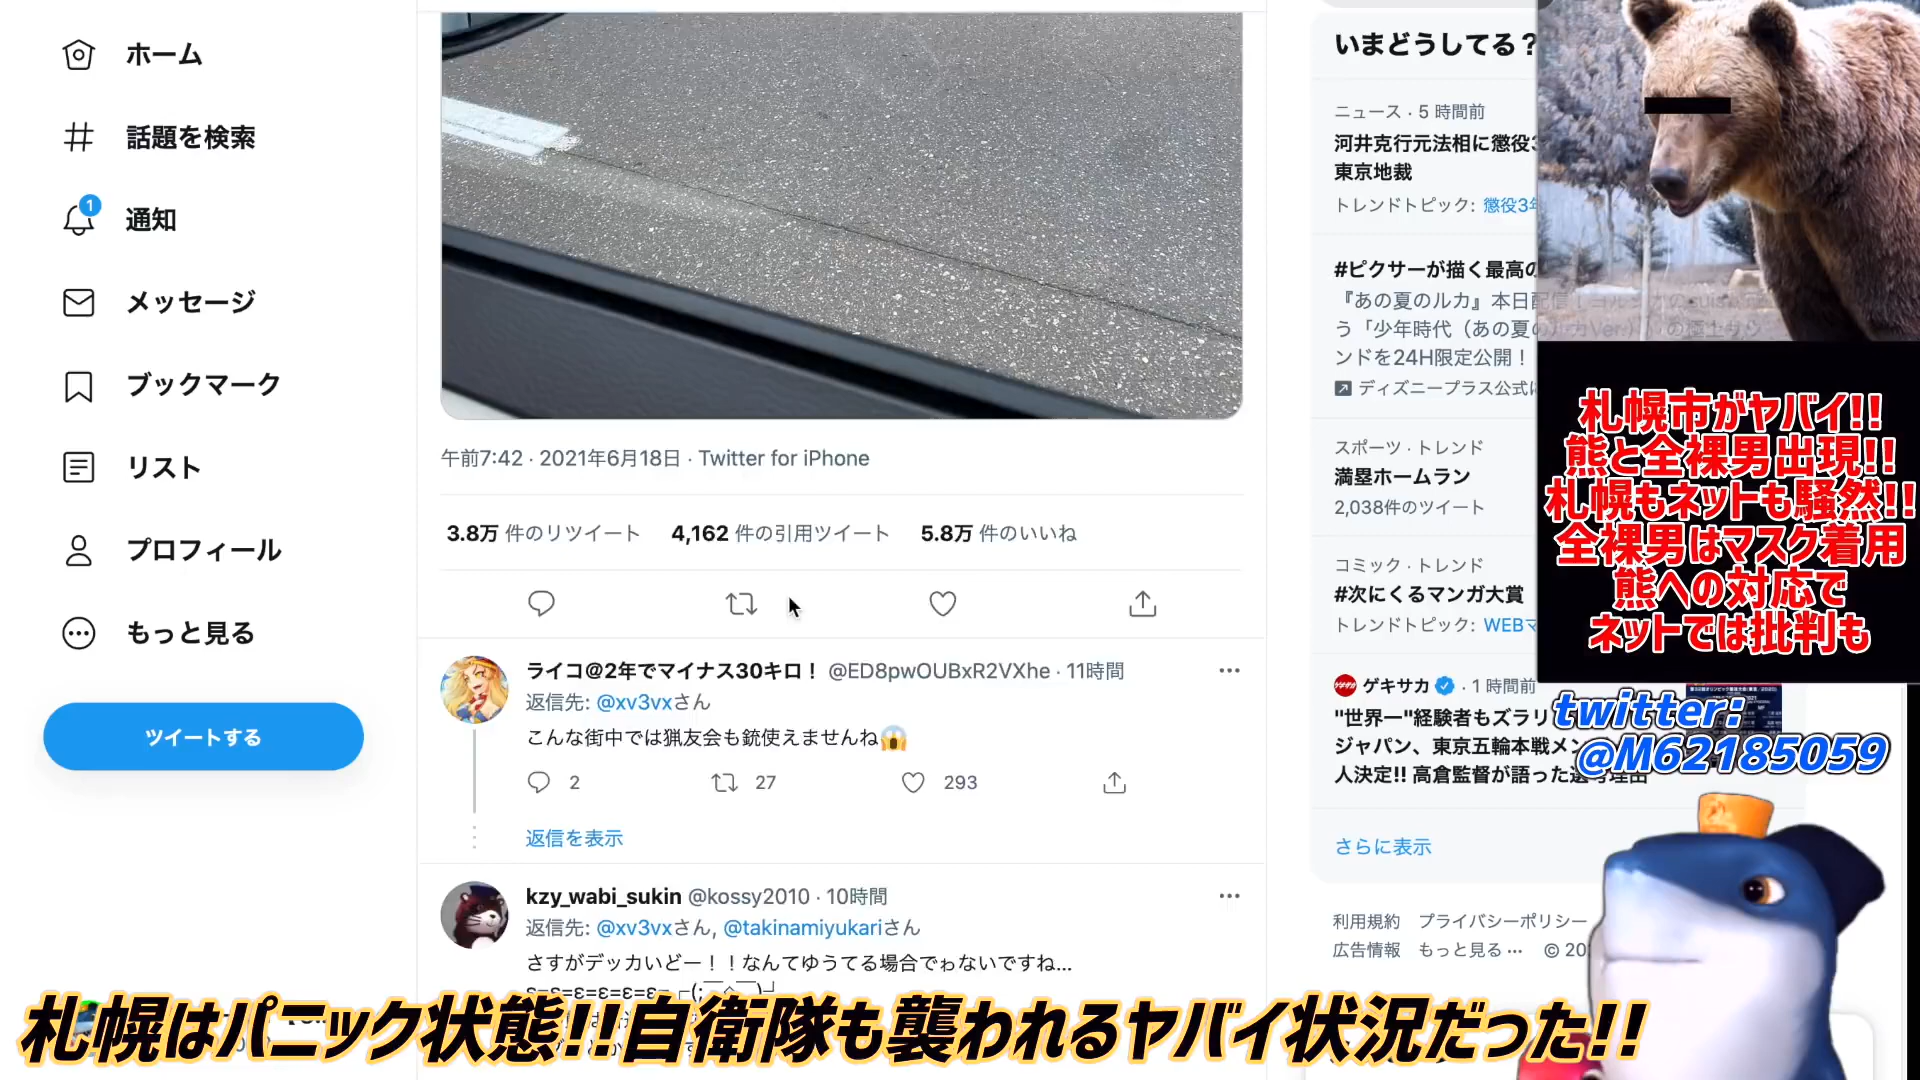 ホーム
話題を検索
1
通知
メッセージ
ブックマーク
リスト
プロフィール
もっと見る
ツイートする
午前7:42 · 2021年6月18日 · Twitter for iPhone
3.8万 件のリツイート 4,162 件の引用ツイート 5.8万 件のいいね
ライコ@2年でマイナス30キロ！ @ED8pwOUBxR2VXhe · 11時間
返信先: @xv3vxさん
こんな街中では猟友会も銃使えませんね😱
2 27 293
返信を表示
kzy_wabi_sukin @kossy2010 · 10時間
返信先: @xv3vxさん, @takinamiyukariさん
さすがデッカいどー！！なんてゆうてる場合でゎないですね...
いまどうしてる？
ニュース · 5 時間前
河井克行元法相に懲役3
東京地裁
トレンドトピック: 懲役3年
#ピクサーが描く最高の
『あの夏のルカ』本日配信！
う「少年時代（あの夏のルカVer.）
ンドを24H限定公開！
ディズニープラス公式に
スポーツ · トレンド
満塁ホームラン
2,038件のツイート
コミック · トレンド
#次にくるマンガ大賞
トレンドトピック: WEBマ
ゲキサカ · 1 時間前
"世界一"経験者もズラリ
ジャパン、東京五輪本戦メン
人決定!! 高倉監督が語った選考理由
さらに表示
利用規約 プライバシーポリシー
広告情報 もっと見る ··· © 20
札幌市がヤバイ!!
熊と全裸男出現!!
札幌もネットも騒然!!
全裸男はマスク着用
熊への対応で
ネットでは批判も
twitter:
@M62185059
札幌はパニック状態!!自衛隊も襲われるヤバイ状況だった!!